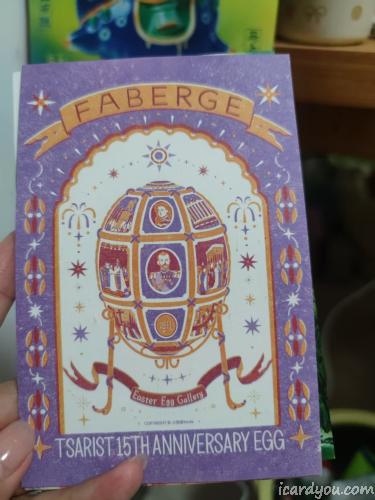 FABERGE
Easter Egg Gallery
TSARIST 15TH ANNIVERSARY EGG
icardyou.com